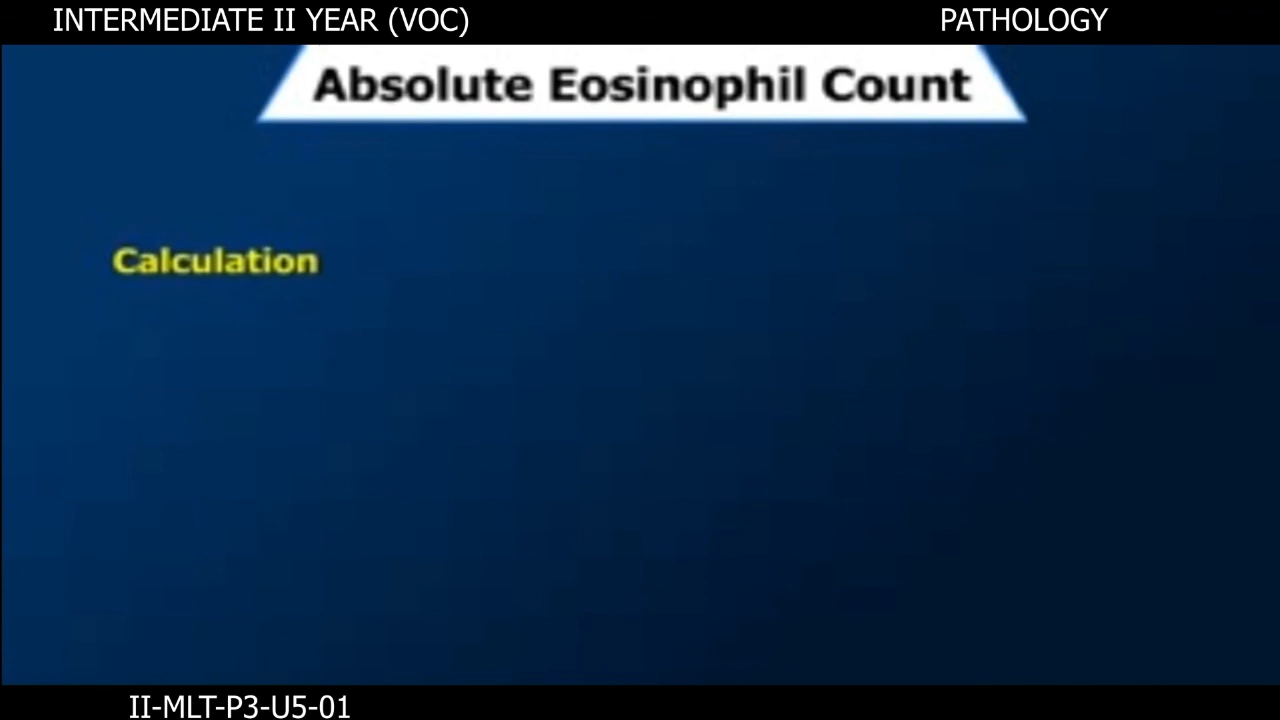 INTERMEDIATE II YEAR (VOC)
PATHOLOGY
Absolute Eosinophil Count
Calculation
II-MLT-P3-U5-01